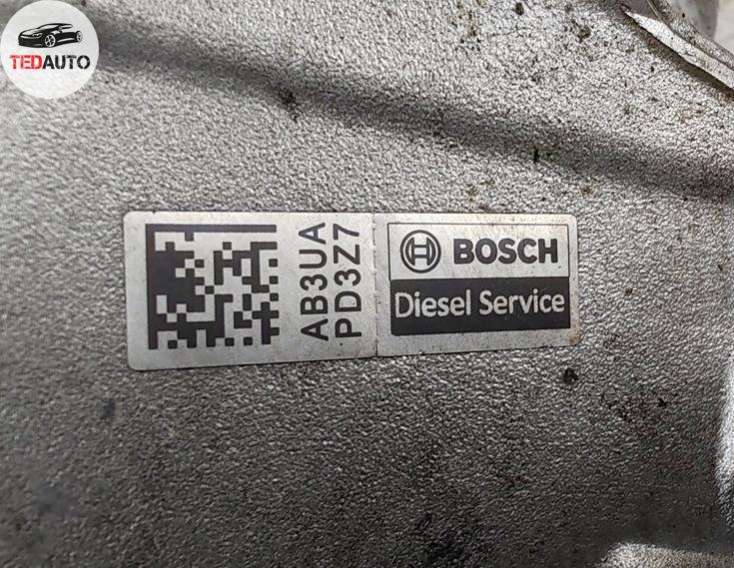 TEDAUTO
AB3UA
PD3Z7
BOSCH
Diesel Service